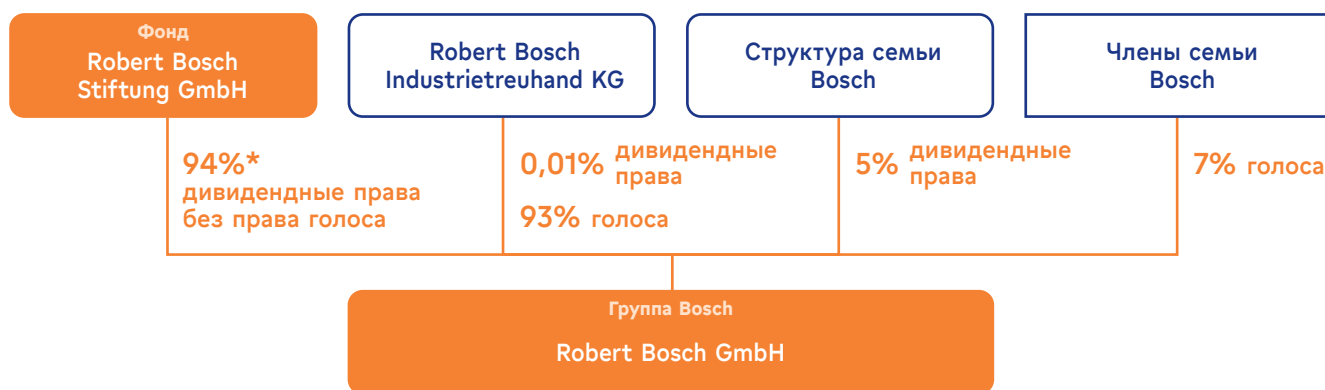 Фонд
Robert Bosch
Stiftung GmbH
Robert Bosch
Industrietreuhand KG
Структура семьи
Bosch
Члены семьи
Bosch
94%*
дивидендные права
без права голоса
0,01% дивидендные
права
93% голоса
5% дивидендные
права
7% голоса
Группа Bosch
Robert Bosch GmbH